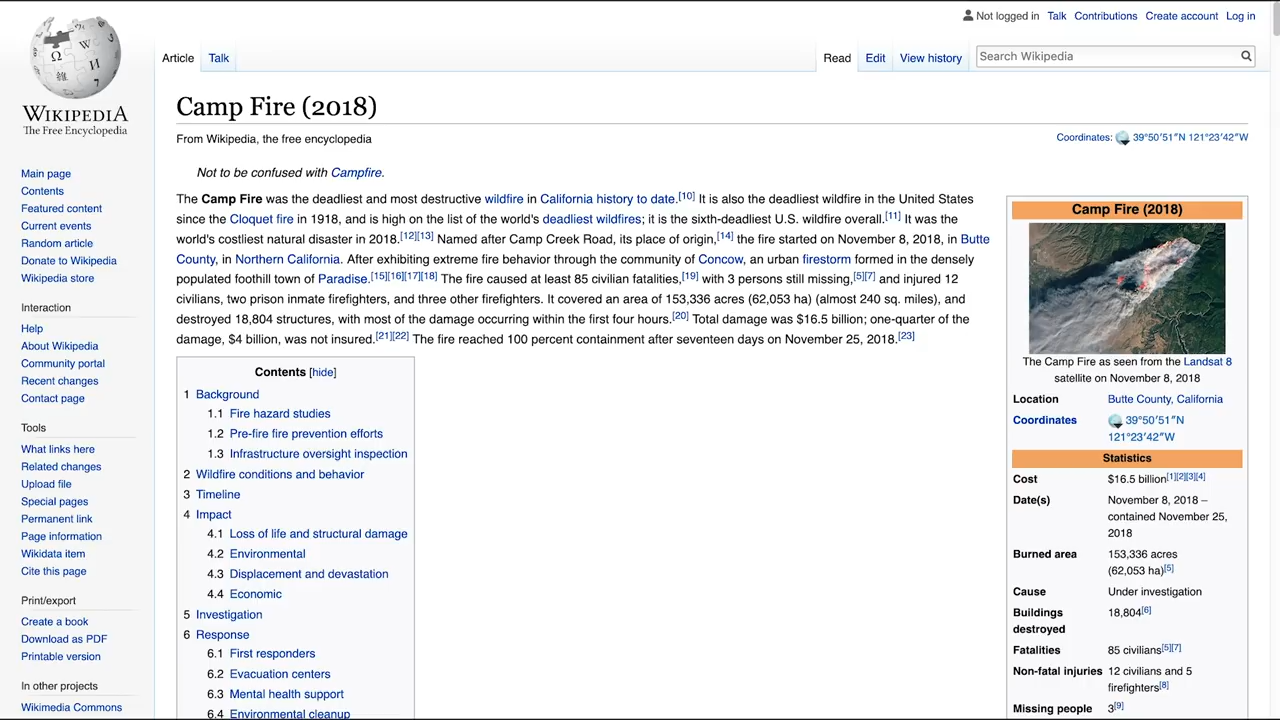 Not logged in Talk Contributions Create account Log in
WIKIPEDIA
The Free Encyclopedia
Article Talk Read Edit View history Search Wikipedia
Camp Fire (2018)
From Wikipedia, the free encyclopedia
Coordinates: 39°50′51″N 121°23′42″W
Not to be confused with Campfire.
The Camp Fire was the deadliest and most destructive wildfire in California history to date.[10] It is also the deadliest wildfire in the United States
since the Cloquet fire in 1918, and is high on the list of the world's deadliest wildfires; it is the sixth-deadliest U.S. wildfire overall.[11] It was the
world's costliest natural disaster in 2018.[12][13] Named after Camp Creek Road, its place of origin,[14] the fire started on November 8, 2018, in Butte
County, in Northern California. After exhibiting extreme fire behavior through the community of Concow, an urban firestorm formed in the densely
populated foothill town of Paradise.[15][16][17][18] The fire caused at least 85 civilian fatalities,[19] with 3 persons still missing,[5][7] and injured 12
civilians, two prison inmate firefighters, and three other firefighters. It covered an area of 153,336 acres (62,053 ha) (almost 240 sq. miles), and
destroyed 18,804 structures, with most of the damage occurring within the first four hours.[20] Total damage was $16.5 billion; one-quarter of the
damage, $4 billion, was not insured.[21][22] The fire reached 100 percent containment after seventeen days on November 25, 2018.[23]
Contents [hide]
1 Background
1.1 Fire hazard studies
1.2 Pre-fire fire prevention efforts
1.3 Infrastructure oversight inspection
2 Wildfire conditions and behavior
3 Timeline
4 Impact
4.1 Loss of life and structural damage
4.2 Environmental
4.3 Displacement and devastation
4.4 Economic
5 Investigation
6 Response
6.1 First responders
6.2 Evacuation centers
6.3 Mental health support
6.4 Environmental cleanup
Camp Fire (2018)
The Camp Fire as seen from the Landsat 8
satellite on November 8, 2018
Location Butte County, California
Coordinates 39°50′51″N
121°23′42″W
Statistics
Cost $16.5 billion[1][2][3][4]
Date(s) November 8, 2018 –
contained November 25,
2018
Burned area 153,336 acres
(62,053 ha)[5]
Cause Under investigation
Buildings 18,804[6]
destroyed
Fatalities 85 civilians[5][7]
Non-fatal injuries 12 civilians and 5
firefighters[8]
Missing people 3[9]
Main page
Contents
Featured content
Current events
Random article
Donate to Wikipedia
Wikipedia store
Interaction
Help
About Wikipedia
Community portal
Recent changes
Contact page
Tools
What links here
Related changes
Upload file
Special pages
Permanent link
Page information
Wikidata item
Cite this page
Print/export
Create a book
Download as PDF
Printable version
In other projects
Wikimedia Commons